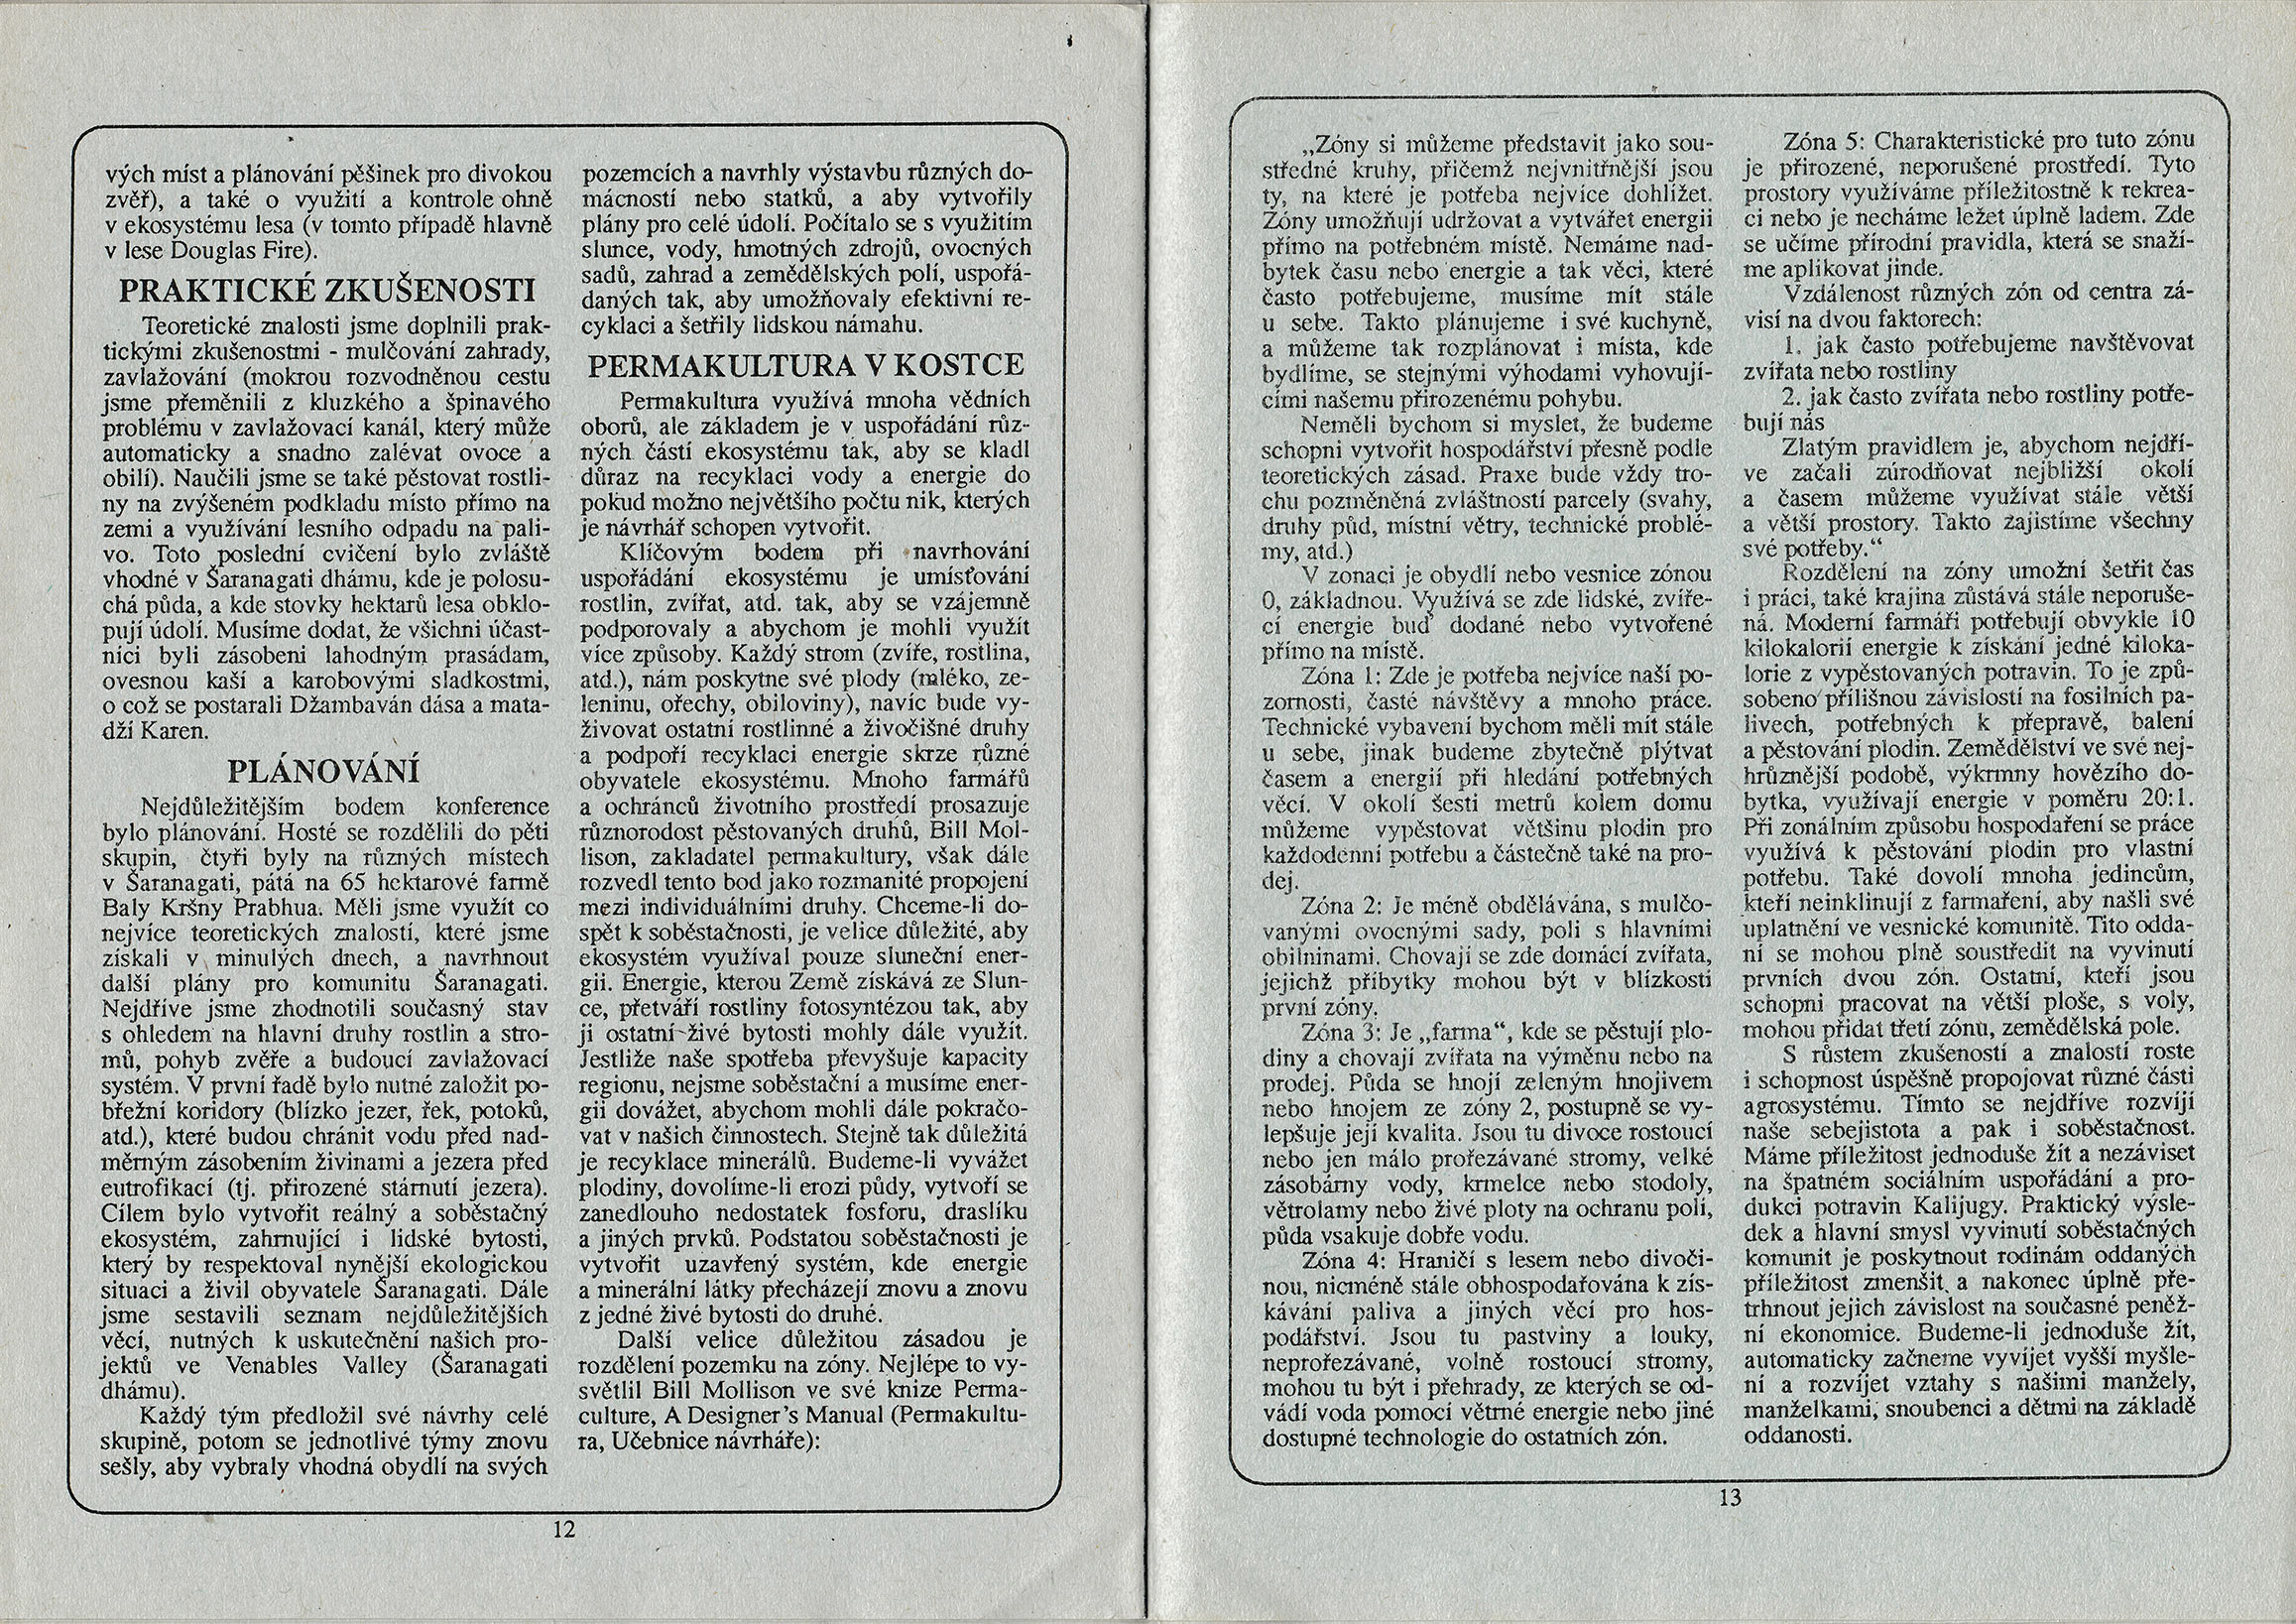 vých míst a plánování pěšinek pro divokou
zvěř), a také o využití a kontrole ohně
v ekosystému lesa (v tomto případě hlavně
v lese Douglas Fire).
PRAKTICKÉ ZKUŠENOSTI
Teoretické znalosti jsme doplnili prak-
tickými zkušenostmi - mulčování zahrady,
zavlažování (mokrou rozvodněnou cestu
jsme přeměnili z kluzkého a špinavého
problému v zavlažovací kanál, který může
automaticky a snadno zalévat ovoce a
obilí). Naučili jsme se také pěstovat rostli-
ny na zvýšeném podkladu místo přímo na
zemi a využívání lesního odpadu na pali-
vo. Toto poslední cvičení bylo zvláště
vhodné v Šaranagati dhámu, kde je polosu-
chá půda, a kde stovky hektarů lesa obklo-
pují údolí. Musíme dodat, že všichni účast-
níci byli zásobeni lahodným prasádam,
ovesnou kaší a karobovými sladkostmi,
o což se postarali Džambaván dása a mata-
dží Karen.
PLÁNOVÁNÍ
Nejdůležitějším bodem konference
bylo plánování. Hosté se rozdělili do pěti
skupin, čtyři byly na různých místech
v Šaranagati, pátá na 65 hektarové farmě
Baly Kršny Prabhua. Měli jsme využít co
nejvíce teoretických znalostí, které jsme
získali v minulých dnech, a navrhnout
další plány pro komunitu Šaranagati.
Nejdříve jsme zhodnotili současný stav
s ohledem na hlavní druhy rostlin a stro-
mů, pohyb zvěře a budoucí zavlažovací
systém. V první řadě bylo nutné založit po-
břežní koridory (blízko jezer, řek, potoků,
atd.), které budou chránit vodu před nad-
měrným zásobením živinami a jezera před
eutrofikací (tj. přirozené stárnutí jezera).
Cílem bylo vytvořit reálný a soběstačný
ekosystém, zahrnující i lidské bytosti,
který by respektoval nynější ekologickou
situaci a živil obyvatele Šaranagati. Dále
jsme sestavili seznam nejdůležitějších
věcí, nutných k uskutečnění našich pro-
jektů ve Venables Valley (Šaranagati
dhámu).
Každý tým předložil své návrhy celé
skupině, potom se jednotlivé týmy znovu
sešly, aby vybraly vhodná obydlí na svých
pozemcích a navrhly výstavbu různých do-
mácností nebo statků, a aby vytvořily
plány pro celé údolí. Počítalo se s využitím
slunce, vody, hmotných zdrojů, ovocných
sadů, zahrad a zemědělských polí, uspořá-
daných tak, aby umožňovaly efektivní re-
cyklaci a šetřily lidskou námahu.
PERMAKULTURA V KOSTCE
Permakultura využívá mnoha vědních
oborů, ale základem je v uspořádání růz-
ných částí ekosystému tak, aby se kladl
důraz na recyklaci vody a energie do
pokud možno největšího počtu nik, kterých
je návrhář schopen vytvořit.
Klíčovým bodem při navrhování
uspořádání ekosystému je umísťování
rostlin, zvířat, atd. tak, aby se vzájemně
podporovaly a abychom je mohli využít
více způsoby. Každý strom (zvíře, rostlina,
atd.), nám poskytne své plody (mléko, ze-
leninu, ořechy, obiloviny), navíc bude vy-
živovat ostatní rostlinné a živočišné druhy
a podpoří recyklaci energie skrze různé
obyvatele ekosystému. Mnoho farmářů
a ochránců životního prostředí prosazuje
různorodost pěstovaných druhů, Bill Mol-
lison, zakladatel permakultury, však dále
rozvedl tento bod jako rozmanité propojení
mezi individuálními druhy. Chceme-li do-
spět k soběstačnosti, je velice důležité, aby
ekosystém využíval pouze sluneční ener-
gii. Energie, kterou Země získává ze Slun-
ce, přetváří rostliny fotosyntézou tak, aby
ji ostatní živé bytosti mohly dále využít.
Jestliže naše spotřeba převyšuje kapacity
regionu, nejsme soběstační a musíme ener-
gii dovážet, abychom mohli dále pokračo-
vat v našich činnostech. Stejně tak důležitá
je recyklace minerálů. Budeme-li vyvážet
plodiny, dovolíme-li erozi půdy, vytvoří se
zanedlouho nedostatek fosforu, draslíku
a jiných prvků. Podstatou soběstačnosti je
vytvořit uzavřený systém, kde energie
a minerální látky přecházejí znovu a znovu
z jedné živé bytosti do druhé.
Další velice důležitou zásadou je
rozdělení pozemku na zóny. Nejlépe to vy-
světlil Bill Mollison ve své knize Perma-
culture, A Designer's Manual (Permakultu-
ra, Učebnice návrháře):
12
„Zóny si můžeme představit jako sou-
středné kruhy, přičemž nejvnitřnější jsou
ty, na které je potřeba nejvíce dohlížet.
Zóny umožňují udržovat a vytvářet energii
přímo na potřebném místě. Nemáme nad-
bytek času nebo energie a tak věci, které
často potřebujeme, musíme mít stále
u sebe. Takto plánujeme i své kuchyně,
a můžeme tak rozplánovat i místa, kde
bydlíme, se stejnými výhodami vyhovují-
cími našemu přirozenému pohybu.
Neměli bychom si myslet, že budeme
schopni vytvořit hospodářství přesně podle
teoretických zásad. Praxe bude vždy tro-
chu pozměněná zvláštností parcely (svahy,
druhy půd, místní větry, technické problé-
my, atd.)
V zonaci je obydlí nebo vesnice zónou
0, základnou. Využívá se zde lidské, zvíře-
cí energie buď dodané nebo vytvořené
přímo na místě.
Zóna 1: Zde je potřeba nejvíce naší po-
zornosti, časté návštěvy a mnoho práce.
Technické vybavení bychom měli mít stále
u sebe, jinak budeme zbytečně plýtvat
časem a energií při hledání potřebných
věcí. V okolí šesti metrů kolem domu
můžeme vypěstovat většinu plodin pro
každodenní potřebu a částečně také na pro-
dej.
Zóna 2: Je méně obdělávána, s mulčo-
vanými ovocnými sady, poli s hlavními
obilninami. Chovají se zde domácí zvířata,
jejichž příbytky mohou být v blízkosti
první zóny.
Zóna 3: Je „farma“, kde se pěstují plo-
diny a chovají zvířata na výměnu nebo na
prodej. Půda se hnojí zeleným hnojivem
nebo hnojem ze zóny 2, postupně se vy-
lepšuje její kvalita. Jsou tu divoce rostoucí
nebo jen málo prořezávané stromy, velké
zásobárny vody, krmelce nebo stodoly,
větrolamy nebo živé ploty na ochranu polí,
půda vsakuje dobře vodu.
Zóna 4: Hraničí s lesem nebo divoči-
nou, nicméně stále obhospodařována k zís-
kávání paliva a jiných věcí pro hos-
podářství. Jsou tu pastviny a louky,
neprořezávané, volně rostoucí stromy,
mohou tu být i přehrady, ze kterých se od-
vádí voda pomocí větrné energie nebo jiné
dostupné technologie do ostatních zón.
Zóna 5: Charakteristické pro tuto zónu
je přirozené, neporušené prostředí. Tyto
prostory využíváme příležitostně k rekrea-
ci nebo je necháme ležet úplně ladem. Zde
se učíme přírodní pravidla, která se snaží-
me aplikovat jinde.
Vzdálenost různých zón od centra zá-
visí na dvou faktorech:
1. jak často potřebujeme navštěvovat
zvířata nebo rostliny
2. jak často zvířata nebo rostliny potře-
bují nás
Zlatým pravidlem je, abychom nejdří-
ve začali zúrodňovat nejbližší okolí
a časem můžeme využívat stále větší
a větší prostory. Takto zajistíme všechny
své potřeby.“
Rozdělení na zóny umožní šetřit čas
i práci, také krajina zůstává stále neporuše-
ná. Moderní farmáři potřebují obvykle 10
kilokalorií energie k získání jedné kiloka-
lorie z vypěstovaných potravin. To je způ-
sobeno přílišnou závislostí na fosilních pa-
livech, potřebných k přepravě, balení
a pěstování plodin. Zemědělství ve své nej-
hrůznější podobě, výkrmny hovězího do-
bytka, využívají energie v poměru 20:1.
Při zonálním způsobu hospodaření se práce
využívá k pěstování plodin pro vlastní
potřebu. Také dovolí mnoha jedincům,
kteří neinklinují z farmaření, aby našli své
uplatnění ve vesnické komunitě. Tito odda-
ní se mohou plně soustředit na vyvinutí
prvních dvou zón. Ostatní, kteří jsou
schopni pracovat na větší ploše, s voly,
mohou přidat třetí zónu, zemědělská pole.
S růstem zkušeností a znalostí roste
i schopnost úspěšně propojovat různé části
agrosystému. Tímto se nejdříve rozvíjí
naše sebejistota a pak i soběstačnost.
Máme příležitost jednoduše žít a nezáviset
na špatném sociálním uspořádání a pro-
dukci potravin Kalijugy. Praktický výsle-
dek a hlavní smysl vyvinutí soběstačných
komunit je poskytnout rodinám oddaných
příležitost zmenšit a nakonec úplně pře-
trhnout jejich závislost na současné peněž-
ní ekonomice. Budeme-li jednoduše žít,
automaticky začneme vyvíjet vyšší myšle-
ní a rozvíjet vztahy s našimi manžely,
manželkami, snoubenci a dětmi na základě
oddanosti.
13